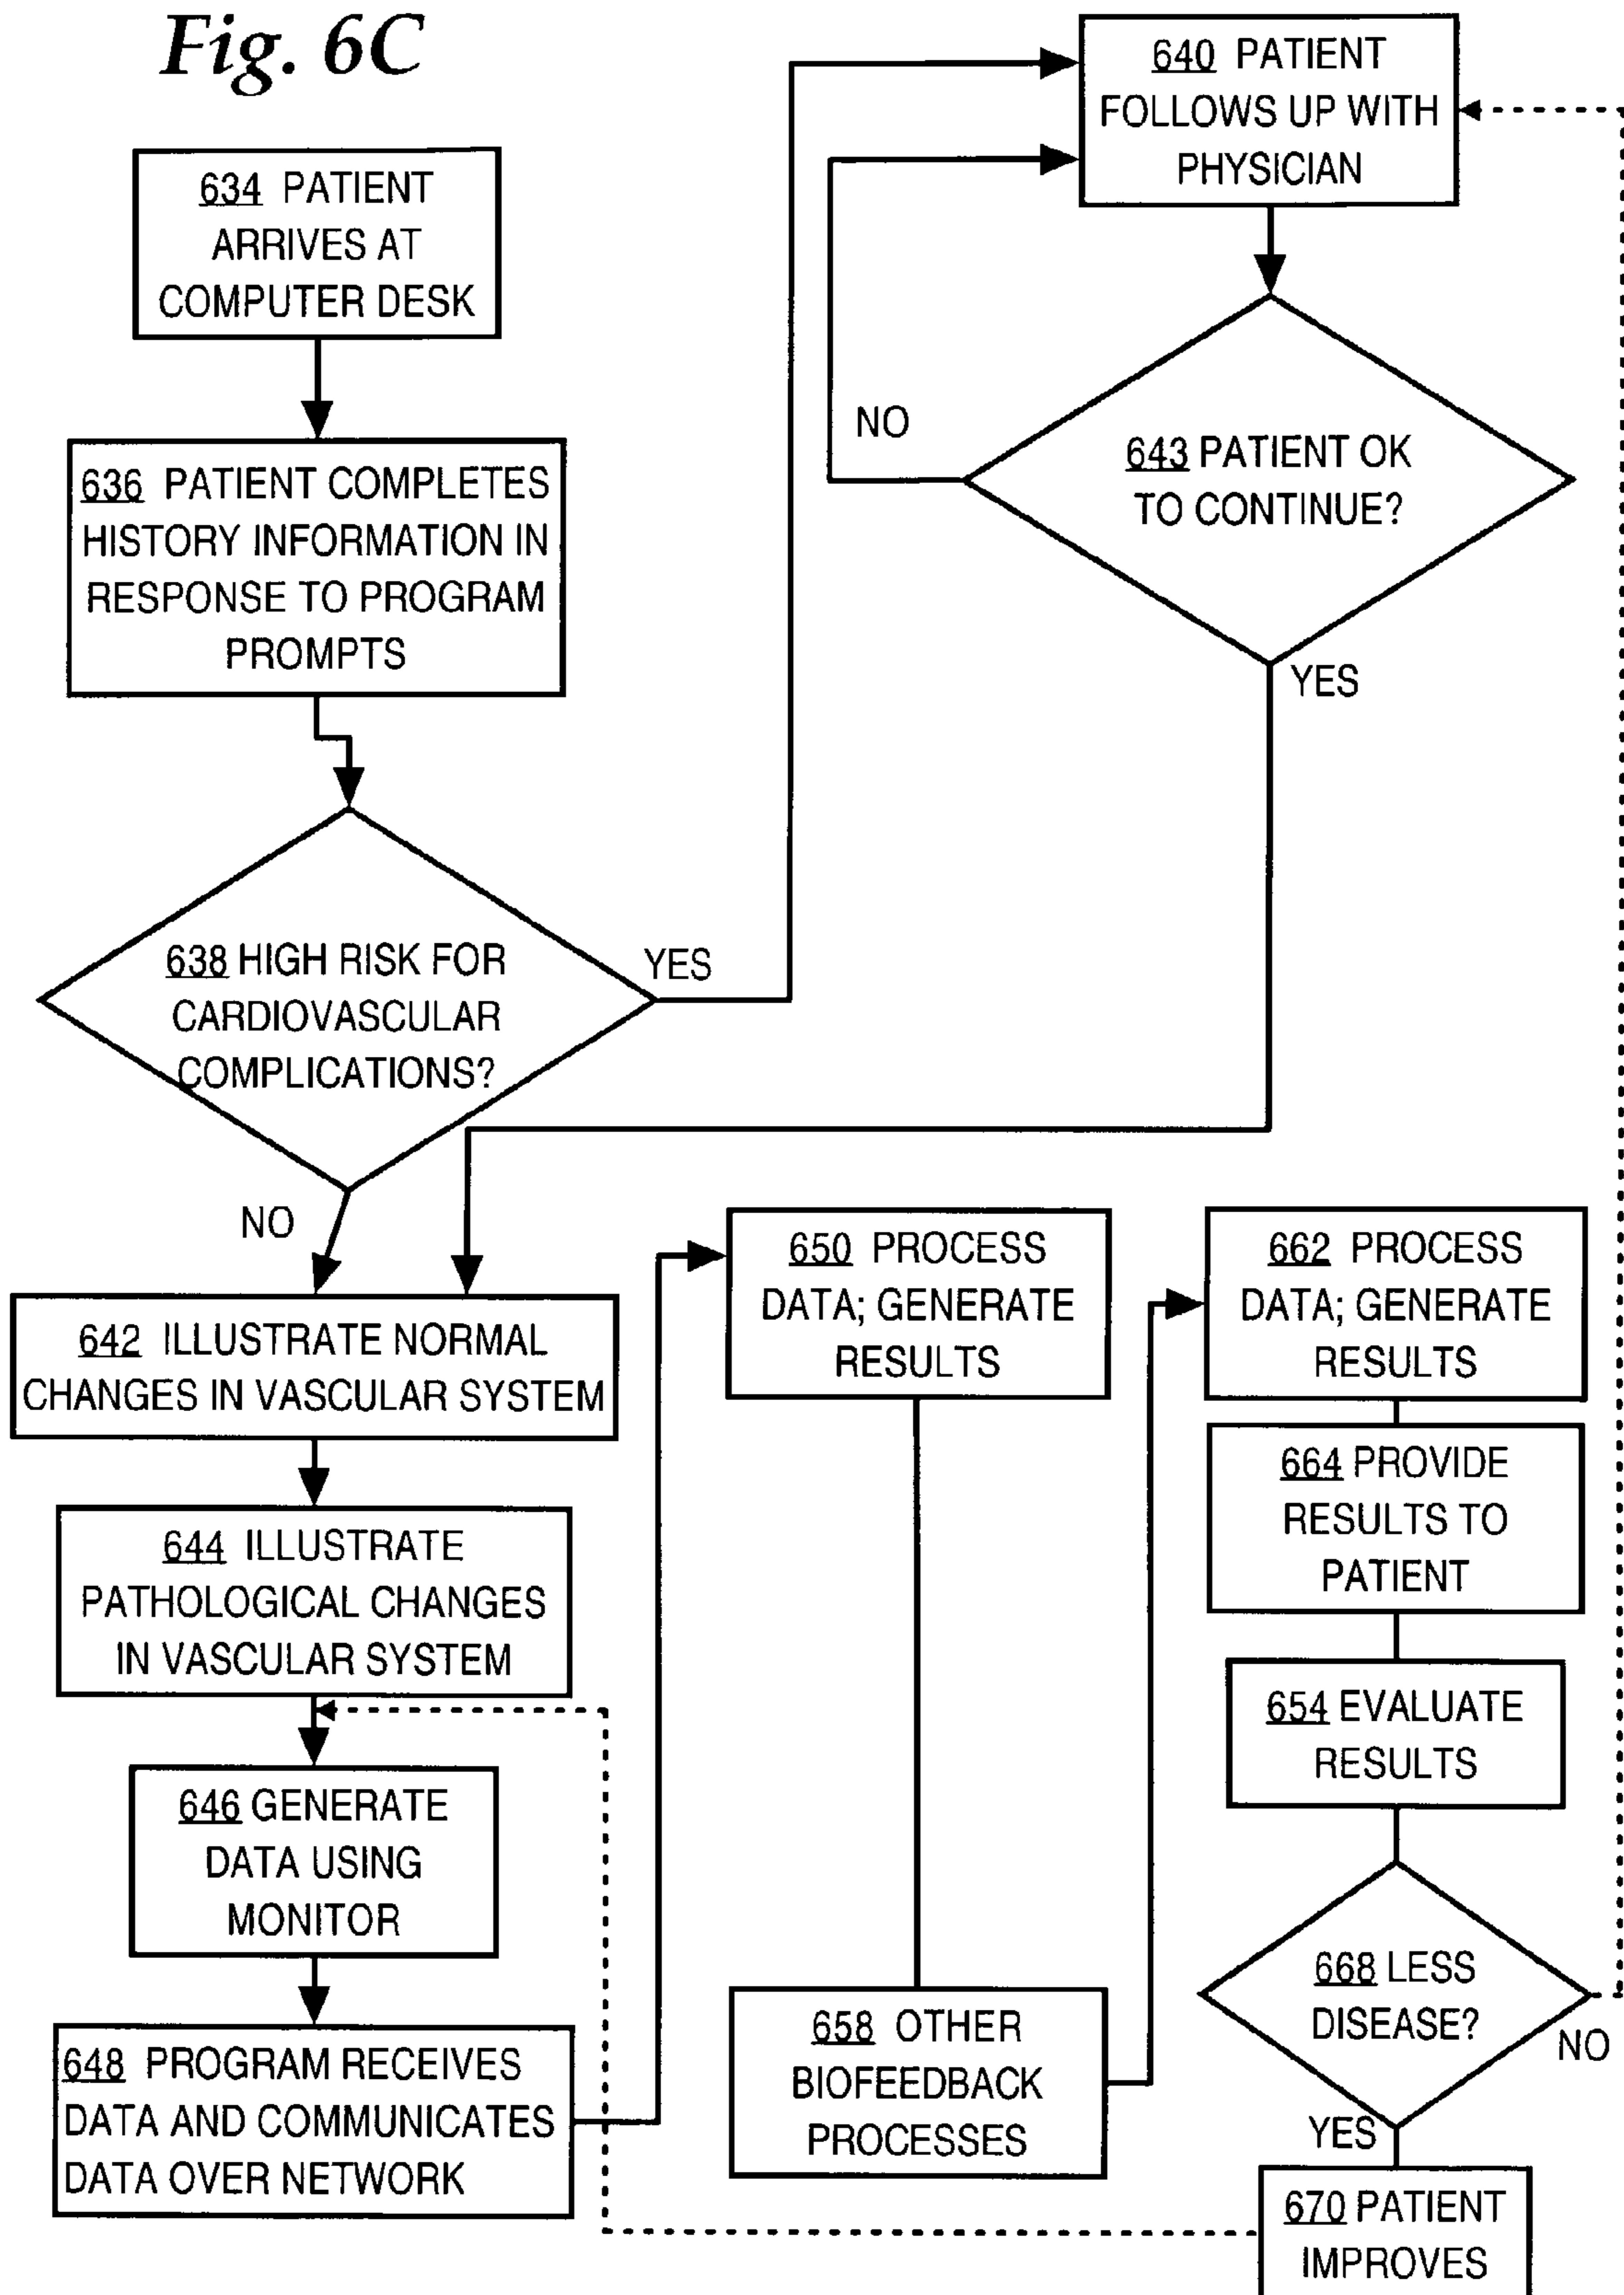 Fig. 6C
634 PATIENT
ARRIVES AT
COMPUTER DESK
636 PATIENT COMPLETES
HISTORY INFORMATION IN
RESPONSE TO PROGRAM
PROMPTS
638 HIGH RISK FOR
CARDIOVASCULAR
COMPLICATIONS?
YES
NO
640 PATIENT
FOLLOWS UP WITH
PHYSICIAN
643 PATIENT OK
TO CONTINUE?
NO
YES
642 ILLUSTRATE NORMAL
CHANGES IN VASCULAR SYSTEM
644 ILLUSTRATE
PATHOLOGICAL CHANGES
IN VASCULAR SYSTEM
646 GENERATE
DATA USING
MONITOR
648 PROGRAM RECEIVES
DATA AND COMMUNICATES
DATA OVER NETWORK
650 PROCESS
DATA; GENERATE
RESULTS
658 OTHER
BIOFEEDBACK
PROCESSES
662 PROCESS
DATA; GENERATE
RESULTS
664 PROVIDE
RESULTS TO
PATIENT
654 EVALUATE
RESULTS
668 LESS
DISEASE?
NO
YES
670 PATIENT
IMPROVES